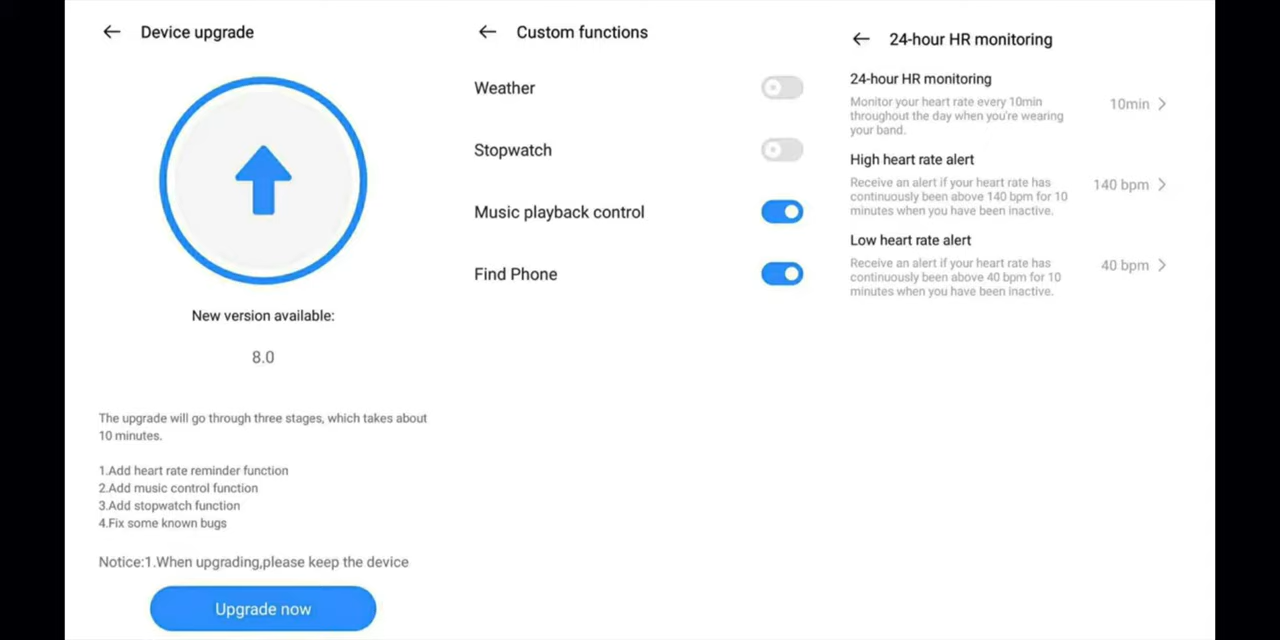 Device upgrade
New version available:
8.0
The upgrade will go through three stages, which takes about
10 minutes.
1.Add heart rate reminder function
2.Add music control function
3.Add stopwatch function
4.Fix some known bugs
Notice:1.When upgrading,please keep the device
Upgrade now
Custom functions
Weather
Stopwatch
Music playback control
Find Phone
24-hour HR monitoring
24-hour HR monitoring
Monitor your heart rate every 10min
throughout the day when you're wearing
your band.
10min
High heart rate alert
Receive an alert if your heart rate has
continuously been above 140 bpm for 10
minutes when you have been inactive.
140 bpm
Low heart rate alert
Receive an alert if your heart rate has
continuously been above 40 bpm for 10
minutes when you have been inactive.
40 bpm